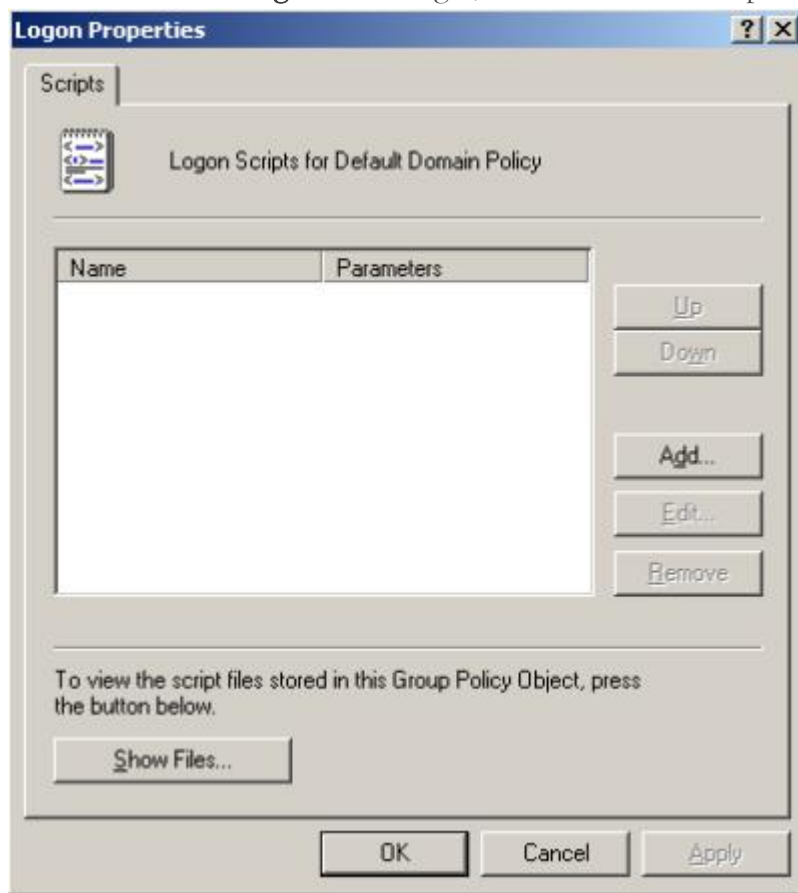 Logon Properties
Scripts
Logon Scripts for Default Domain Policy
Name Parameters
Up
Down
Add...
Edit...
Remove
To view the script files stored in this Group Policy Object, press
the button below.
Show Files...
OK Cancel Apply